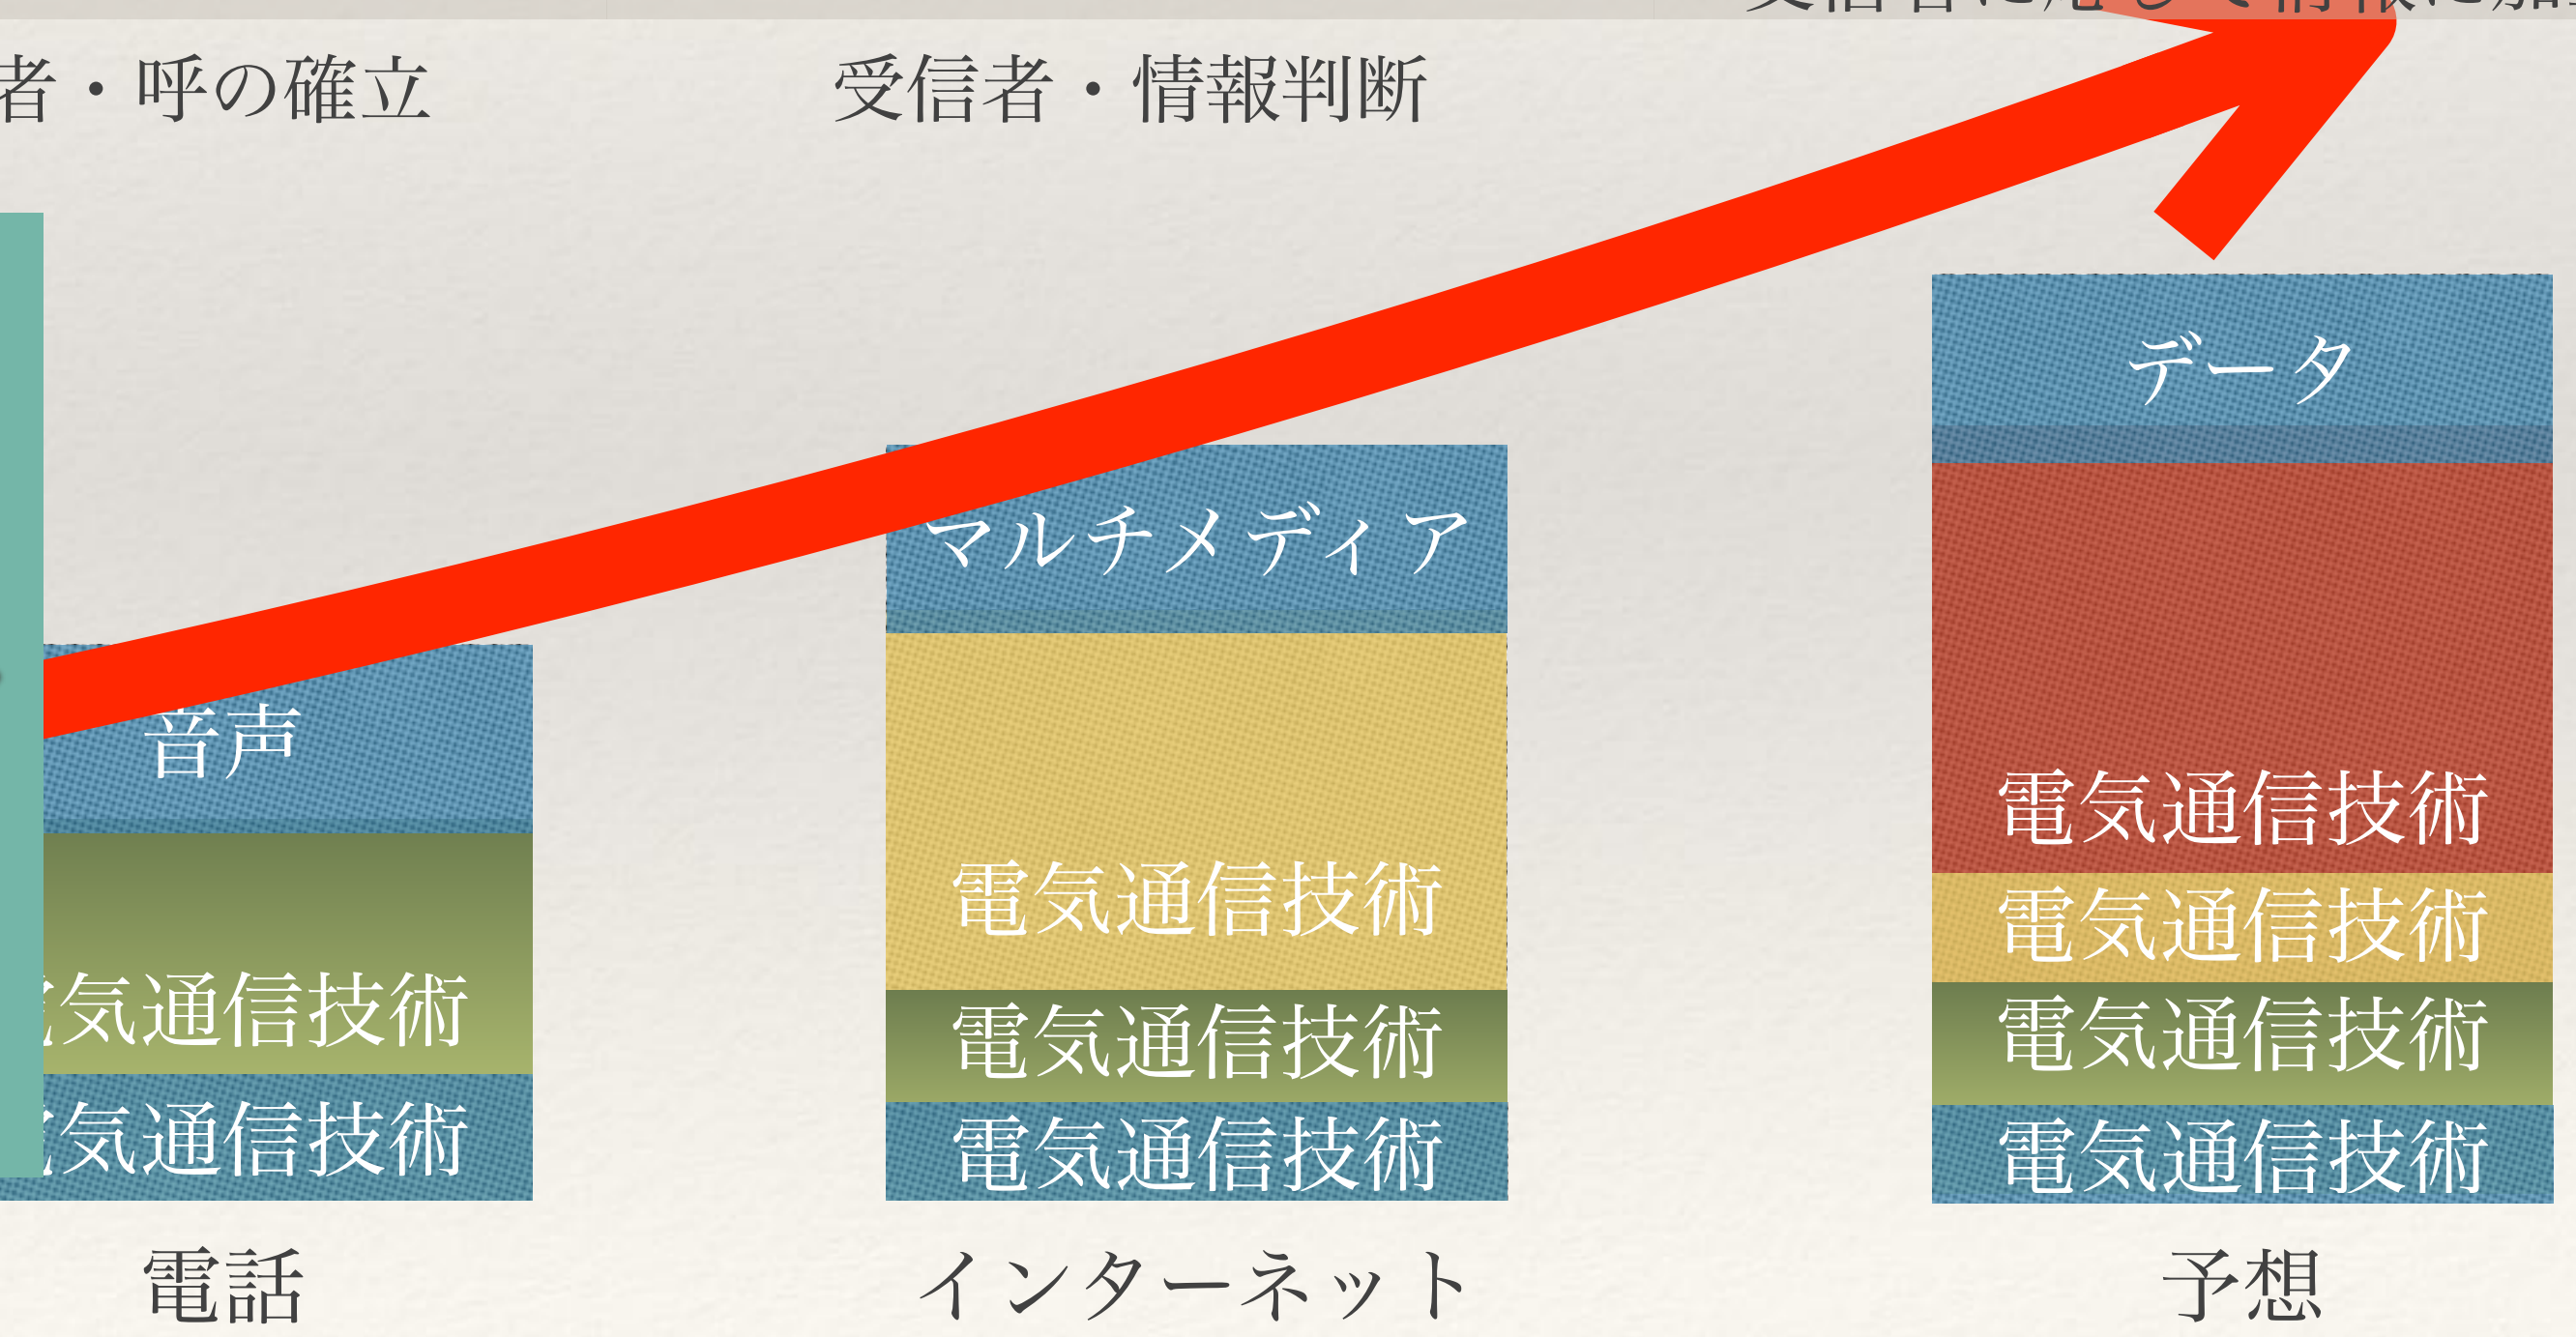 者・呼の確立
受信者・情報判断
データ
マルチメディア
音声
電気通信技術
電気通信技術
電気通信技術
気通信技術
電気通信技術
電気通信技術
気通信技術
電気通信技術
電気通信技術
電話
インターネット
予想